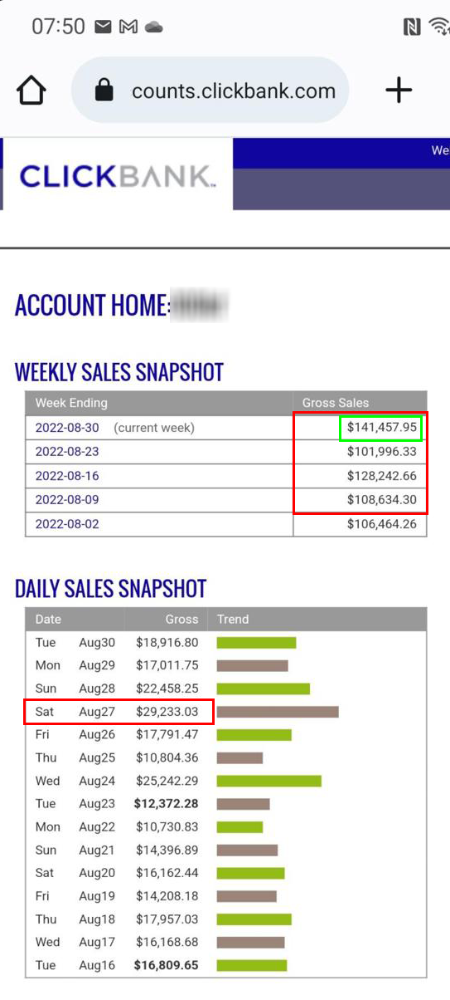 07:50
counts.clickbank.com
We
CLICKBANK™
ACCOUNT HOME:
WEEKLY SALES SNAPSHOT
Week Ending Gross Sales
2022-08-30 (current week) $141,457.95
2022-08-23 $101,996.33
2022-08-16 $128,242.66
2022-08-09 $108,634.30
2022-08-02 $106,464.26
DAILY SALES SNAPSHOT
Date Gross Trend
Tue Aug30 $18,916.80
Mon Aug29 $17,011.75
Sun Aug28 $22,458.25
Sat Aug27 $29,233.03
Fri Aug26 $17,791.47
Thu Aug25 $10,804.36
Wed Aug24 $25,242.29
Tue Aug23 $12,372.28
Mon Aug22 $10,730.83
Sun Aug21 $14,396.89
Sat Aug20 $16,162.44
Fri Aug19 $14,208.18
Thu Aug18 $17,957.03
Wed Aug17 $16,168.68
Tue Aug16 $16,809.65